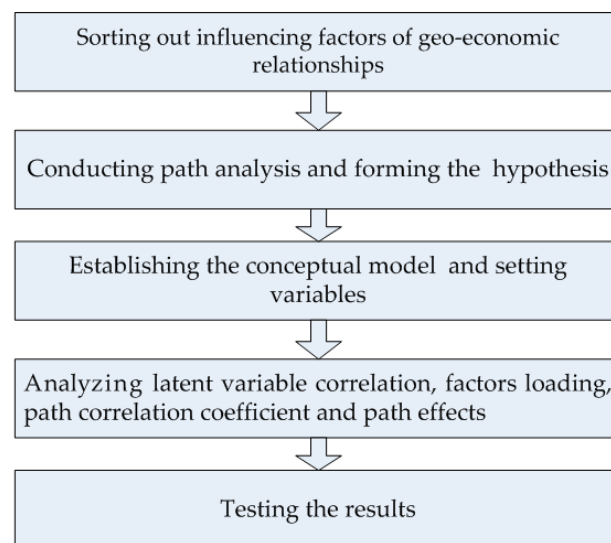 Sorting out influencing factors of geo-economic
relationships
Conducting path analysis and forming the hypothesis
Establishing the conceptual model and setting
variables
Analyzing latent variable correlation, factors loading,
path correlation coefficient and path effects
Testing the results